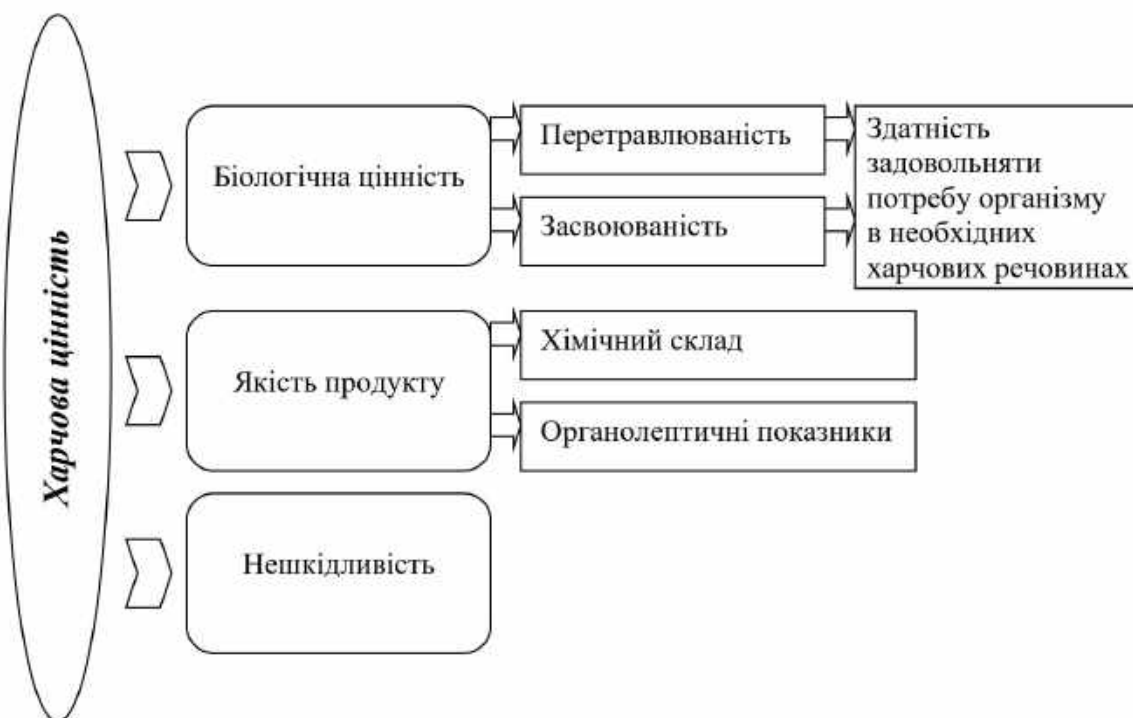 Харчова цінність
Біологічна цінність
Перетравлюваність
Засвоюваність
Здатність
задовольняти
потребу організму
в необхідних
харчових речовинах
Якість продукту
Хімічний склад
Органолептичні показники
Нешкідливість